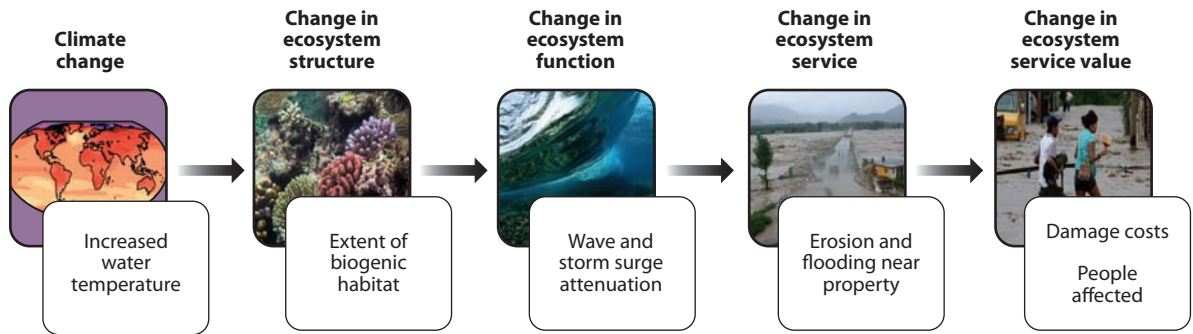 Climate
change
Change in
ecosystem
structure
Change in
ecosystem
function
Change in
ecosystem
service
Change in
ecosystem
service value
Increased
water
temperature
Extent of
biogenic
habitat
Wave and
storm surge
attenuation
Erosion and
flooding near
property
Damage costs
People
affected